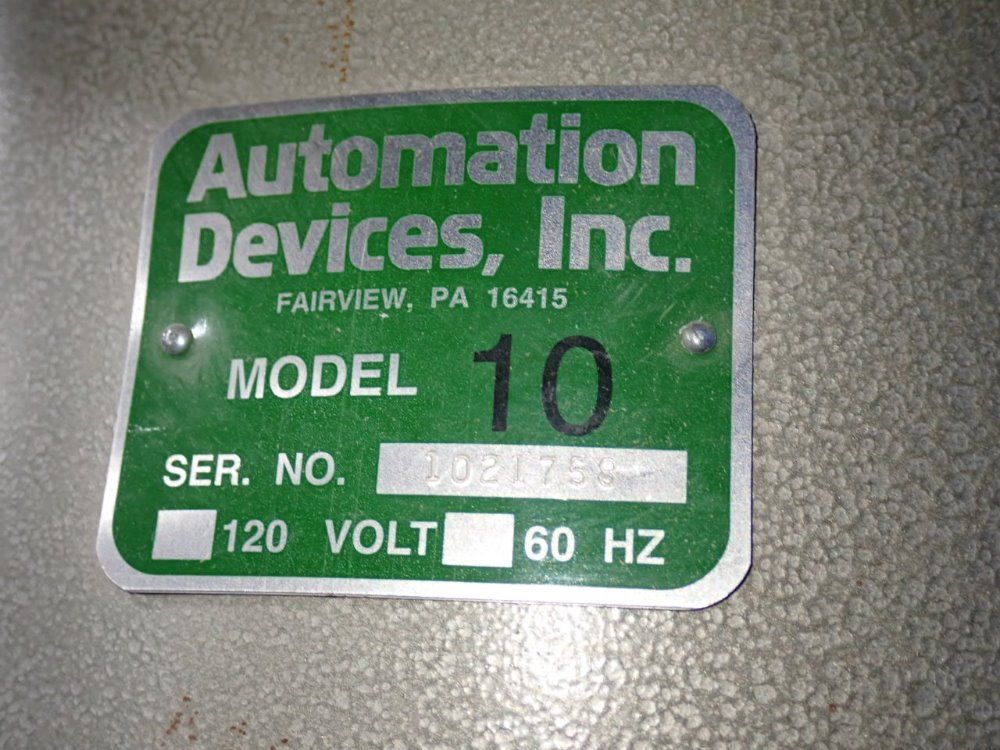 Automation
Devices, Inc.
FAIRVIEW, PA 16415
MODEL 10
SER. NO. 1021758
120 VOLT 60 HZ